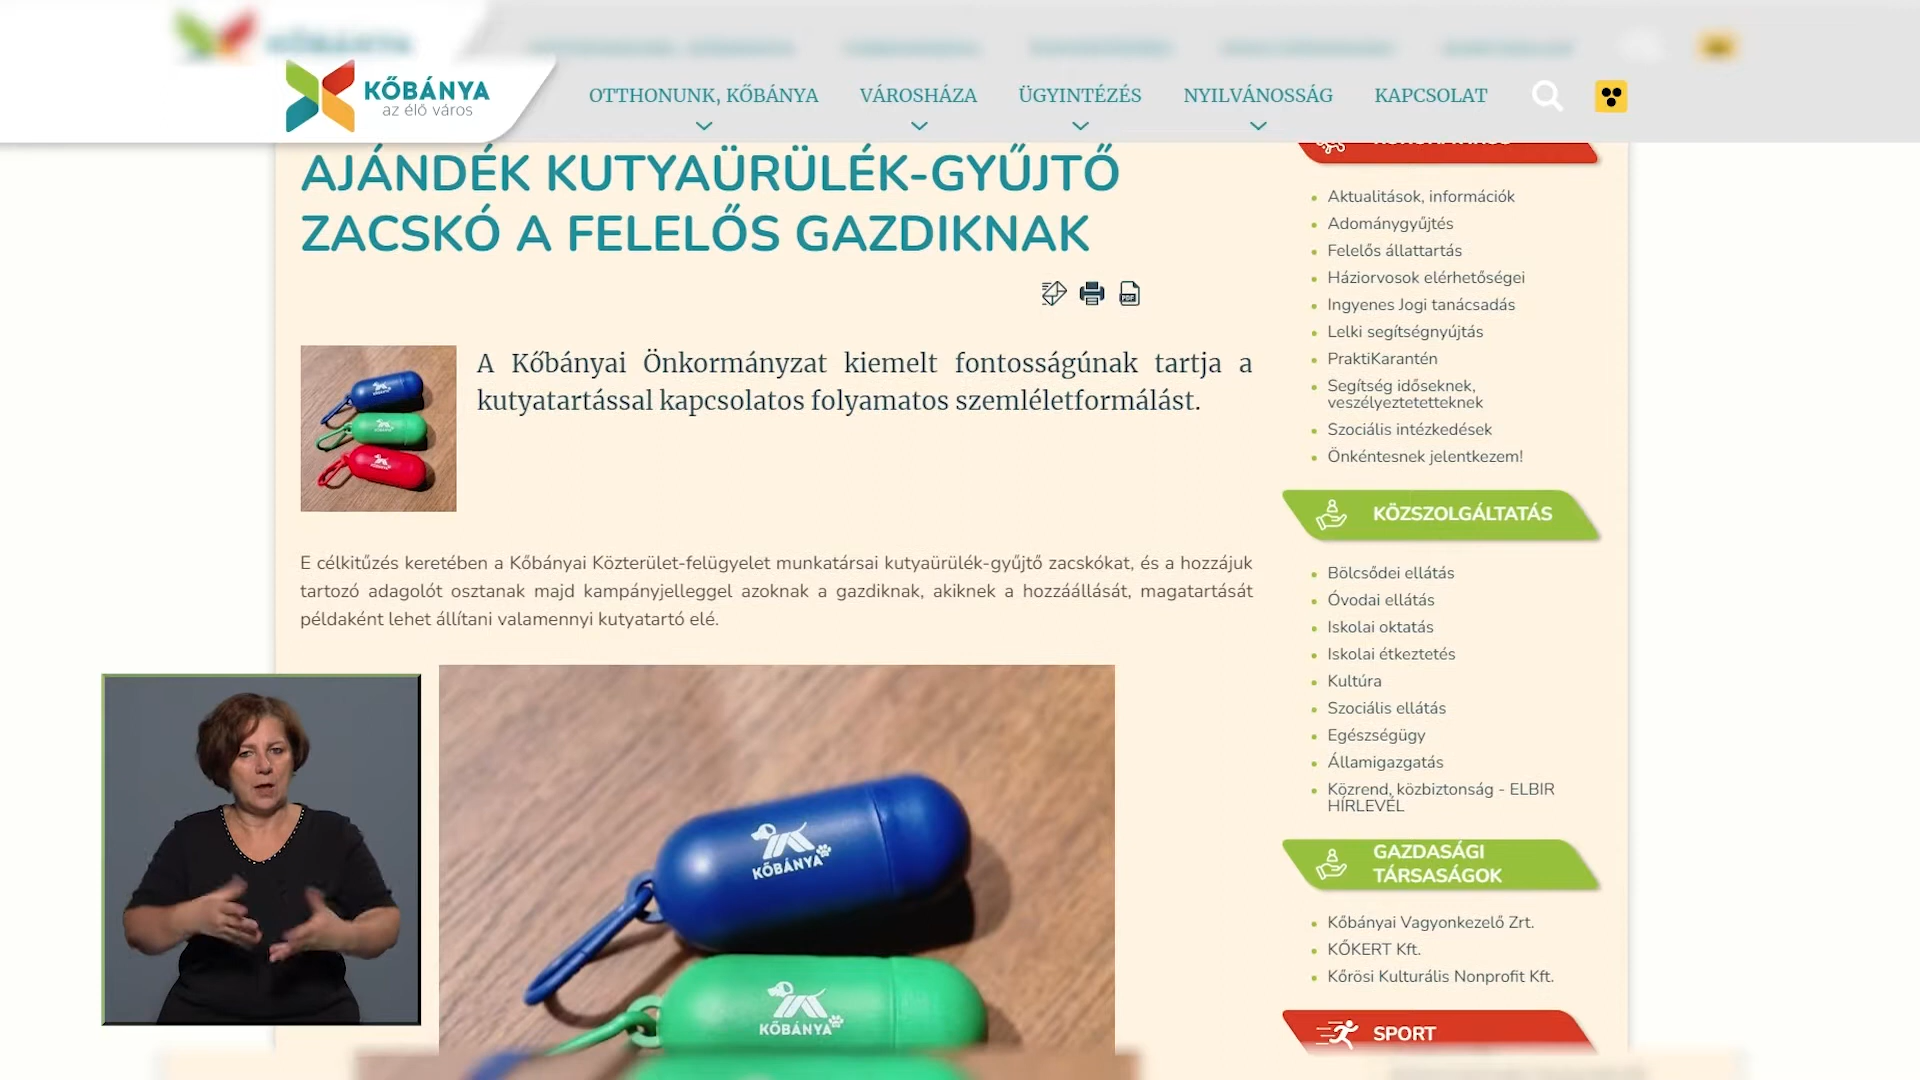 KŐBÁNYA
az élő város
OTTHONUNK, KŐBÁNYA
VÁROSHÁZA
ÜGYINTÉZÉS
NYILVÁNOSSÁG
KAPCSOLAT
AJÁNDÉK KUTYAÜRÜLÉK-GYŰJTŐ
ZACSKÓ A FELELŐS GAZDIKNAK
PDF
A Kőbányai Önkormányzat kiemelt fontosságúnak tartja a
kutyatartással kapcsolatos folyamatos szemléletformálást.
E célkitűzés keretében a Kőbányai Közterület-felügyelet munkatársai kutyaürülék-gyűjtő zacskókat, és a hozzájuk
tartozó adagolót osztanak majd kampányjelleggel azoknak a gazdiknak, akiknek a hozzáállását, magatartását
példaként lehet állítani valamennyi kutyatartó elé.
KŐBÁNYA
KŐBÁNYA
Aktualitások, információk
Adománygyűjtés
Felelős állattartás
Háziorvosok elérhetőségei
Ingyenes Jogi tanácsadás
Lelki segítségnyújtás
PraktiKarantén
Segítség időseknek,
veszélyeztetetteknek
Szociális intézkedések
Önkéntesnek jelentkezem!
KÖZSZOLGÁLTATÁS
Bölcsődei ellátás
Óvodai ellátás
Iskolai oktatás
Iskolai étkeztetés
Kultúra
Szociális ellátás
Egészségügy
Államigazgatás
Közrend, közbiztonság - ELBIR
HÍRLEVÉL
GAZDASÁGI
TÁRSASÁGOK
Kőbányai Vagyonkezelő Zrt.
KŐKERT Kft.
Kőrösi Kulturális Nonprofit Kft.
SPORT